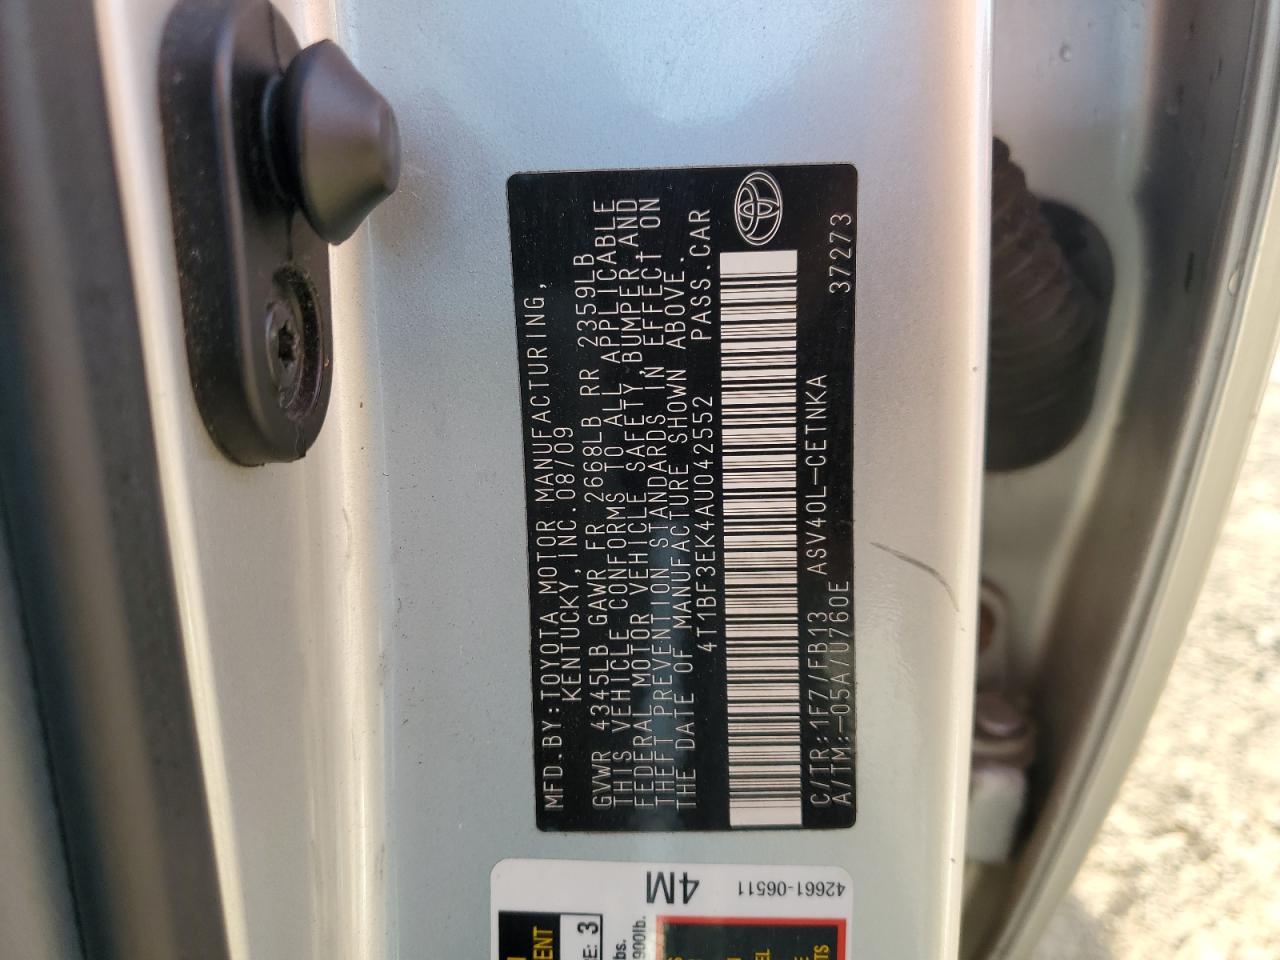 MFD.BY:TOYOTA MOTOR MANUFACTURING,
KENTUCKY,INC.08/09
GVWR 4345LB GAWR FR 2668LB RR 2359LB
THIS VEHICLE CONFORMS TO ALL APPLICABLE
FEDERAL MOTOR VEHICLE SAFETY,BUMPER,AND
THEFT PREVENTION STANDARDS IN EFFECT ON
THE DATE OF MANUFACTURE SHOWN ABOVE.
4T1BF3EK4AU042552 PASS.CAR
C/TR:1F7/FB13 ASV40L-CETNKA 37273
A/TM:-05A/U760E
4M
42661-06511
3
900lb.